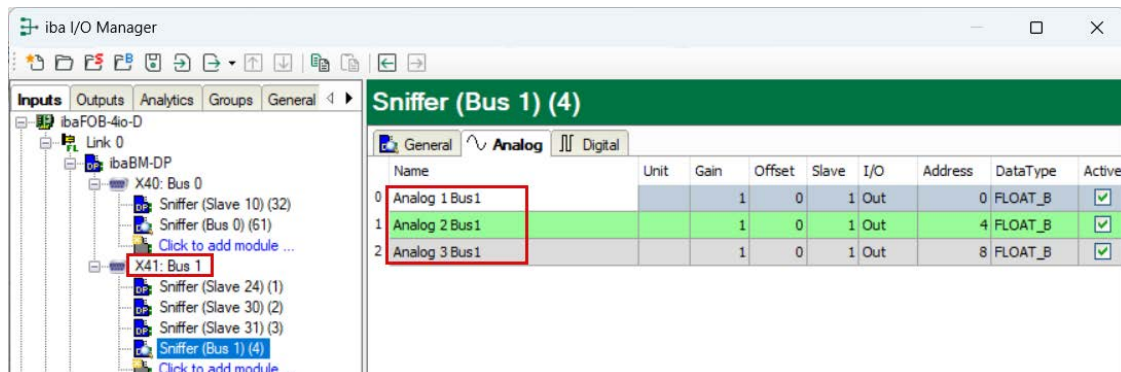 iba I/O Manager
Inputs Outputs Analytics Groups General
ibaFOB-4io-D
Link 0
ibaBM-DP
X40: Bus 0
Sniffer (Slave 10) (32)
Sniffer (Bus 0) (61)
Click to add module ...
X41: Bus 1
Sniffer (Slave 24) (1)
Sniffer (Slave 30) (2)
Sniffer (Slave 31) (3)
Sniffer (Bus 1) (4)
Click to add module
Sniffer (Bus 1) (4)
General Analog Digital
Name Unit Gain Offset Slave I/O Address DataType Active
0 Analog 1 Bus1 1 0 1 Out 0 FLOAT_B
1 Analog 2 Bus1 1 0 1 Out 4 FLOAT_B
2 Analog 3 Bus1 1 0 1 Out 8 FLOAT_B